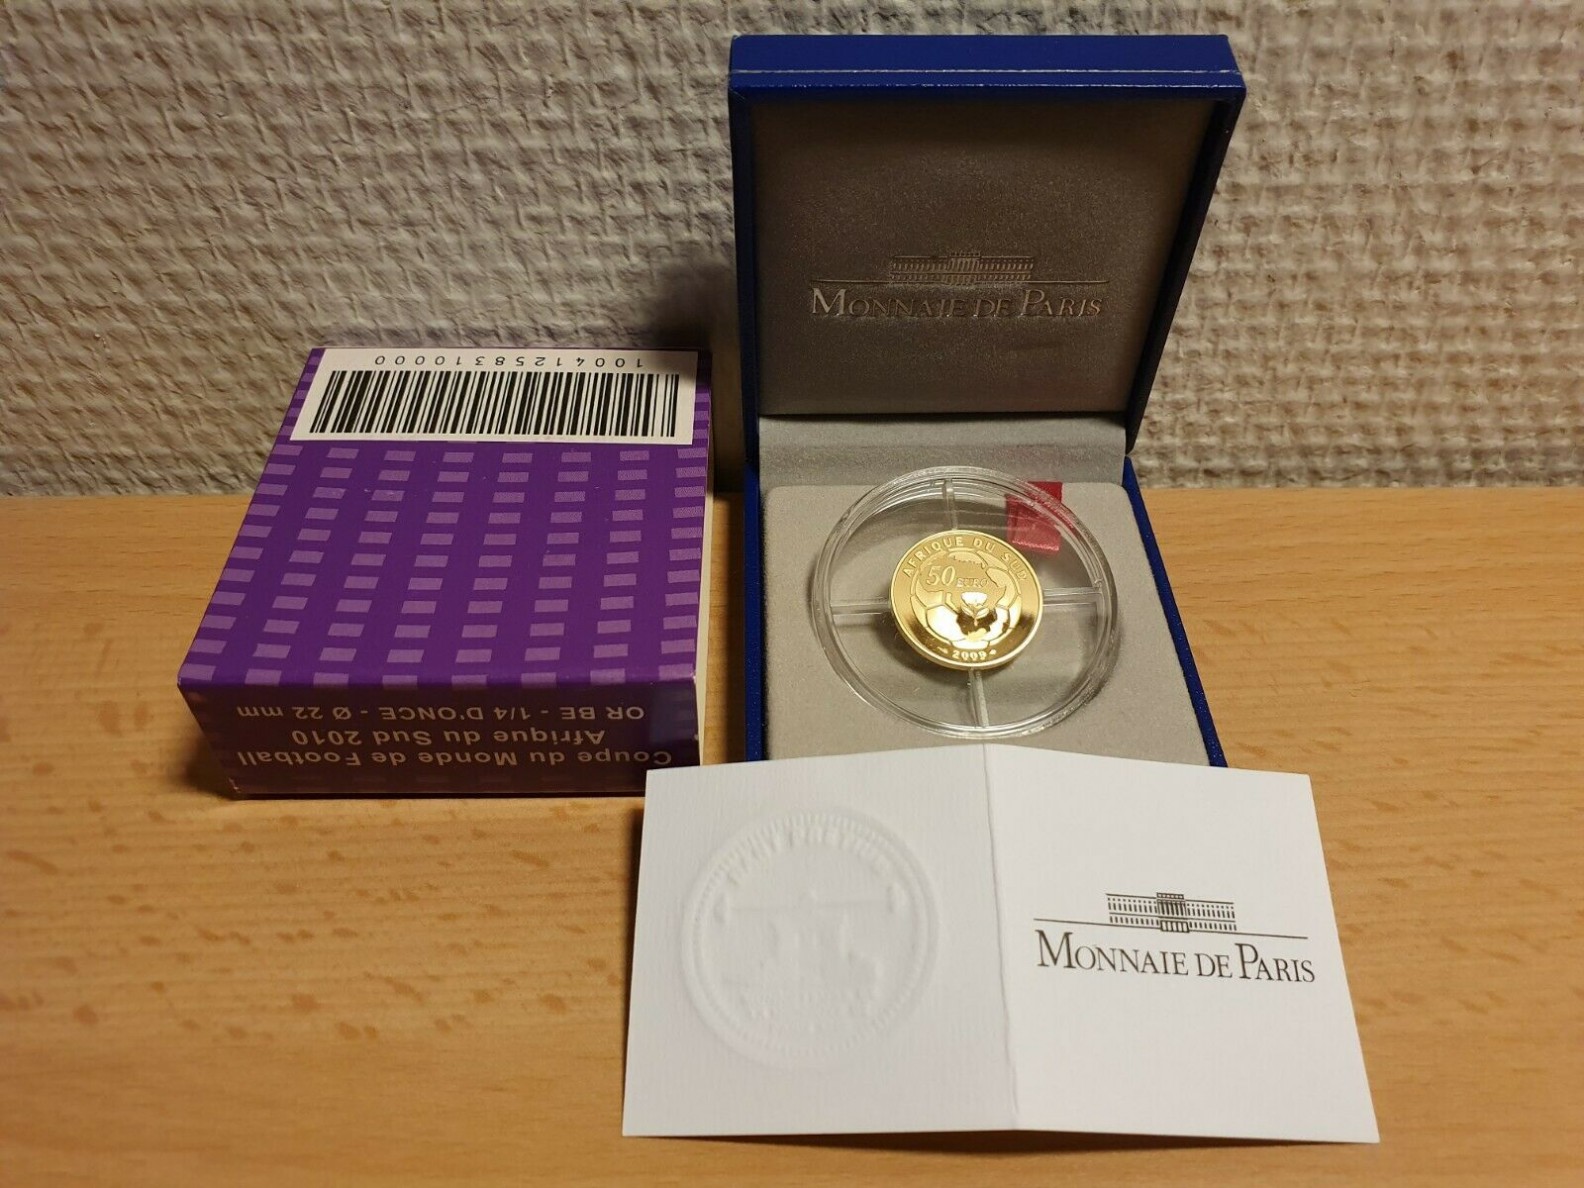 1004125831000​0
OR BE - 1/4 D'ONCE - Ø 22 mm
Afrique du Sud 2010
Coupe du Monde de Football
MONNAIE DE PARIS
AFRIQUE DU SUD
50 EURO
2009
MONNAIE DE PARIS